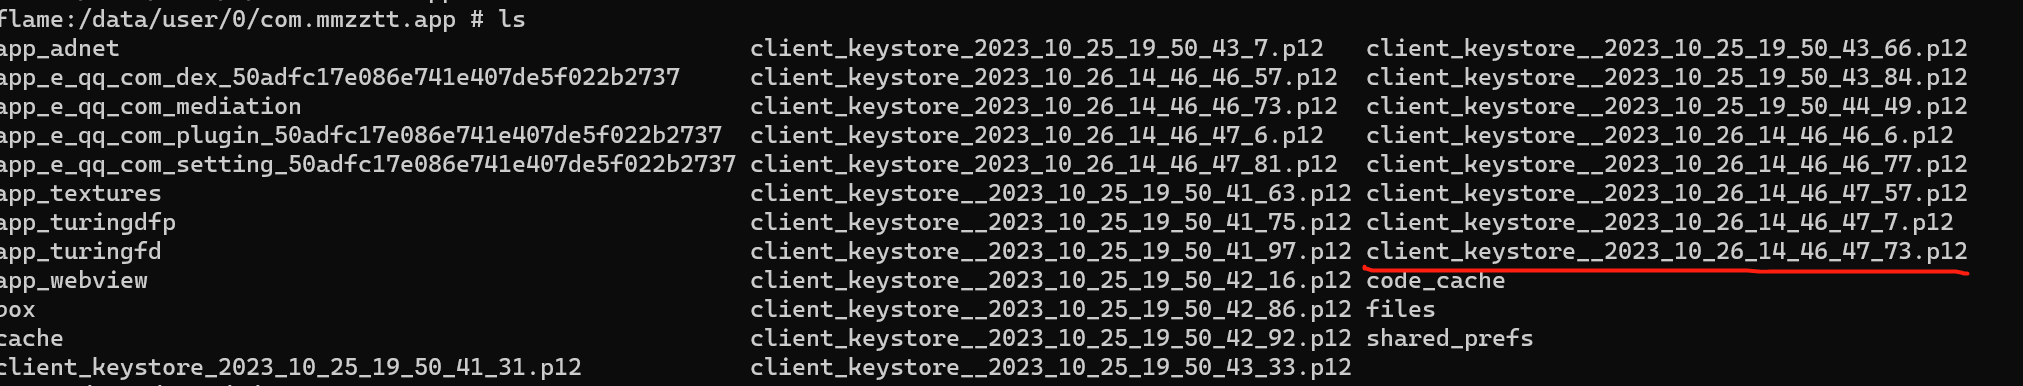 flame:/data/user/0/com.mmzztt.app # ls
app_adnet client_keystore_2023_10_25_19_50_43_7.p12 client_keystore__2023_10_25_19_50_43_66.p12
app_e_qq_com_dex_50adfc17e086e741e407de5f022b2737 client_keystore_2023_10_26_14_46_46_57.p12 client_keystore__2023_10_25_19_50_43_84.p12
app_e_qq_com_mediation client_keystore_2023_10_26_14_46_46_73.p12 client_keystore__2023_10_25_19_50_44_49.p12
app_e_qq_com_plugin_50adfc17e086e741e407de5f022b2737 client_keystore_2023_10_26_14_46_47_6.p12 client_keystore__2023_10_26_14_46_46_6.p12
app_e_qq_com_setting_50adfc17e086e741e407de5f022b2737 client_keystore_2023_10_26_14_46_47_81.p12 client_keystore__2023_10_26_14_46_46_77.p12
app_textures client_keystore__2023_10_25_19_50_41_63.p12 client_keystore__2023_10_26_14_46_47_57.p12
app_turingdfp client_keystore__2023_10_25_19_50_41_75.p12 client_keystore__2023_10_26_14_46_47_7.p12
app_turingfd client_keystore__2023_10_25_19_50_41_97.p12 client_keystore__2023_10_26_14_46_47_73.p12
app_webview client_keystore__2023_10_25_19_50_42_16.p12 code_cache
box client_keystore__2023_10_25_19_50_42_86.p12 files
cache client_keystore__2023_10_25_19_50_42_92.p12 shared_prefs
client_keystore_2023_10_25_19_50_41_31.p12 client_keystore__2023_10_25_19_50_43_33.p12